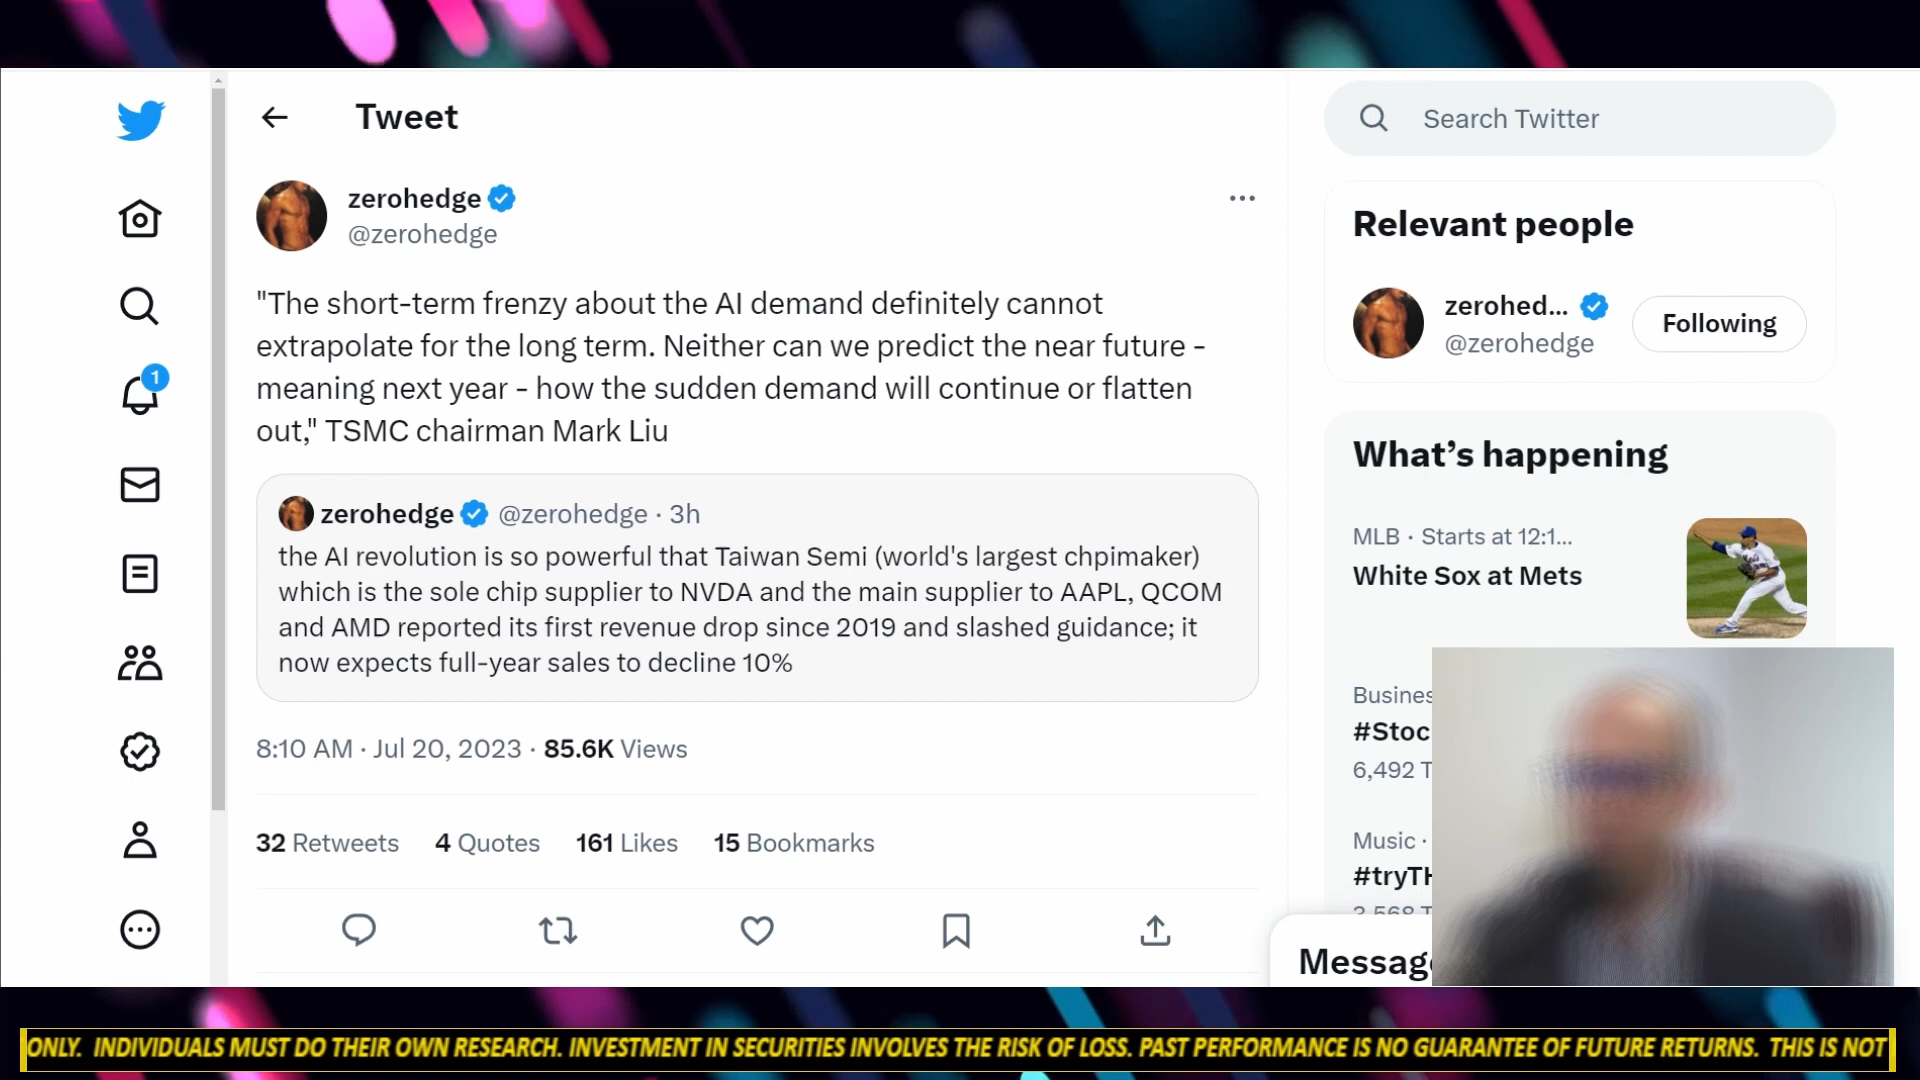 Tweet
Search Twitter
zerohedge
@zerohedge
"The short-term frenzy about the AI demand definitely cannot
extrapolate for the long term. Neither can we predict the near future -
meaning next year - how the sudden demand will continue or flatten
out," TSMC chairman Mark Liu
zerohedge @zerohedge · 3h
the AI revolution is so powerful that Taiwan Semi (world's largest chpimaker)
which is the sole chip supplier to NVDA and the main supplier to AAPL, QCOM
and AMD reported its first revenue drop since 2019 and slashed guidance; it
now expects full-year sales to decline 10%
8:10 AM · Jul 20, 2023 · 85.6K Views
32 Retweets 4 Quotes 161 Likes 15 Bookmarks
1
Relevant people
zerohed...
@zerohedge
Following
What's happening
MLB · Starts at 12:1...
White Sox at Mets
Busines
#Stoc
6,492 T
Music ·
#tryTH
3,568 T
Messag
ONLY. INDIVIDUALS MUST DO THEIR OWN RESEARCH. INVESTMENT IN SECURITIES INVOLVES THE RISK OF LOSS. PAST PERFORMANCE IS NO GUARANTEE OF FUTURE RETURNS. THIS IS NOT